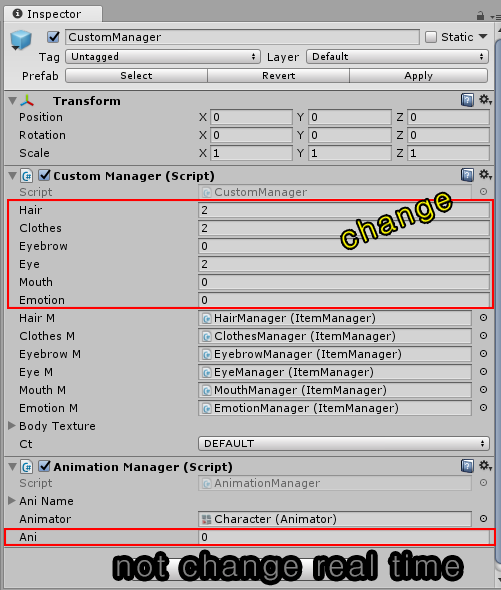 Inspector
CustomManager
Static
Tag Untagged Layer Default
Prefab Select Revert Apply
Transform
Position X 0 Y 0 Z 0
Rotation X 0 Y 0 Z 0
Scale X 1 Y 1 Z 1
Custom Manager (Script)
Script CustomManager
Hair 2
Clothes 2
change
Eyebrow 0
Eye 2
Mouth 0
Emotion 0
Hair M HairManager (ItemManager)
Clothes M ClothesManager (ItemManager)
Eyebrow M EyebrowManager (ItemManager)
Eye M EyeManager (ItemManager)
Mouth M MouthManager (ItemManager)
Emotion M EmotionManager (ItemManager)
Body Texture
Ct DEFAULT
Animation Manager (Script)
Script AnimationManager
Ani Name
Animator Character (Animator)
Ani 0
not change real time